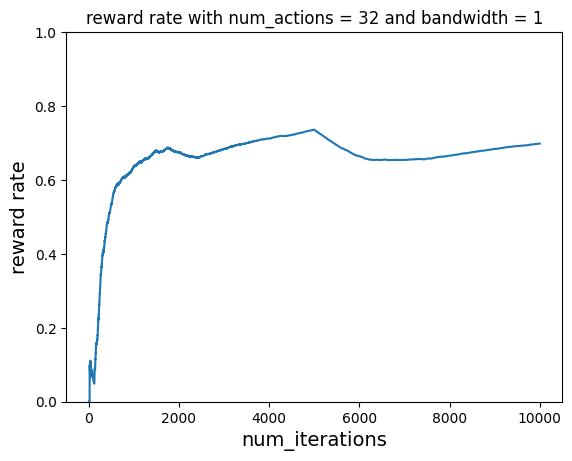 reward rate with num_actions = 32 and bandwidth = 1
1.0
0.8
0.6
0.4
0.2
0.0
reward rate
0 2000 4000 6000 8000 10000
num_iterations